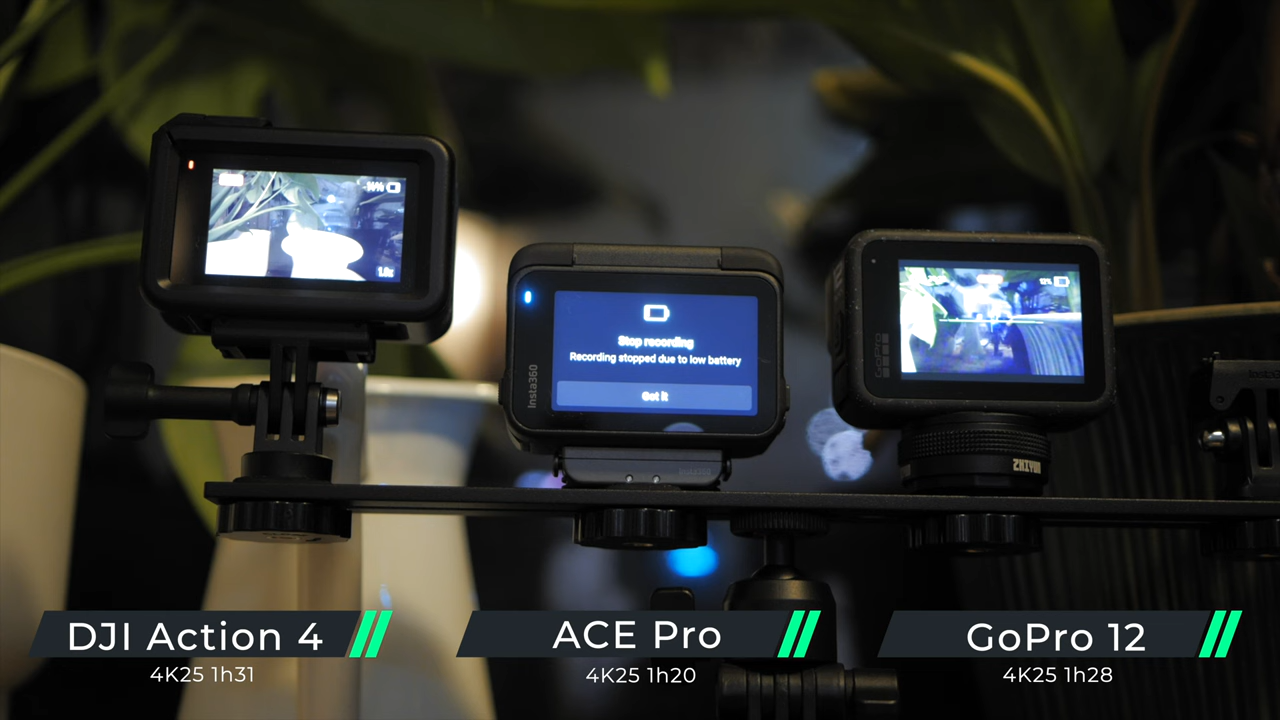 Stop recording
Recording stopped due to low battery
Got it
Insta360
GoPro
ZHIYUN
DJI Action 4
4K25 1h31
ACE Pro
4K25 1h20
GoPro 12
4K25 1h28